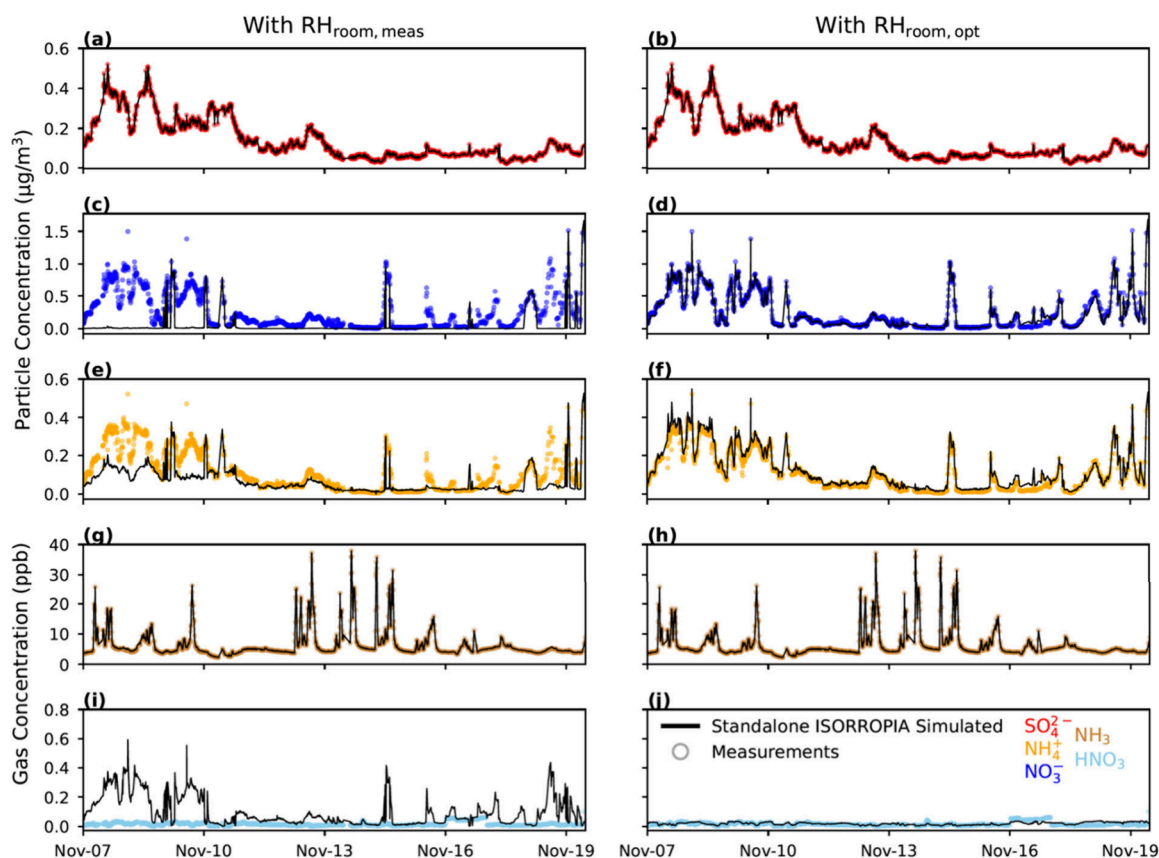 With RH room, meas
With RH room, opt
(a)
(b)
0.6
0.4
0.2
0.0
(c)
(d)
1.5
1.0
0.5
0.0
Particle Concentration (µg/m³)
(e)
(f)
0.6
0.4
0.2
0.0
(g)
(h)
40
30
20
10
0
Gas Concentration (ppb)
(i)
(j)
0.8
0.6
0.4
0.2
0.0
Standalone ISORROPIA Simulated
Measurements
SO₄²⁻
NH₄⁺
NO₃⁻
NH₃
HNO₃
Nov-07 Nov-10 Nov-13 Nov-16 Nov-19
Nov-07 Nov-10 Nov-13 Nov-16 Nov-19